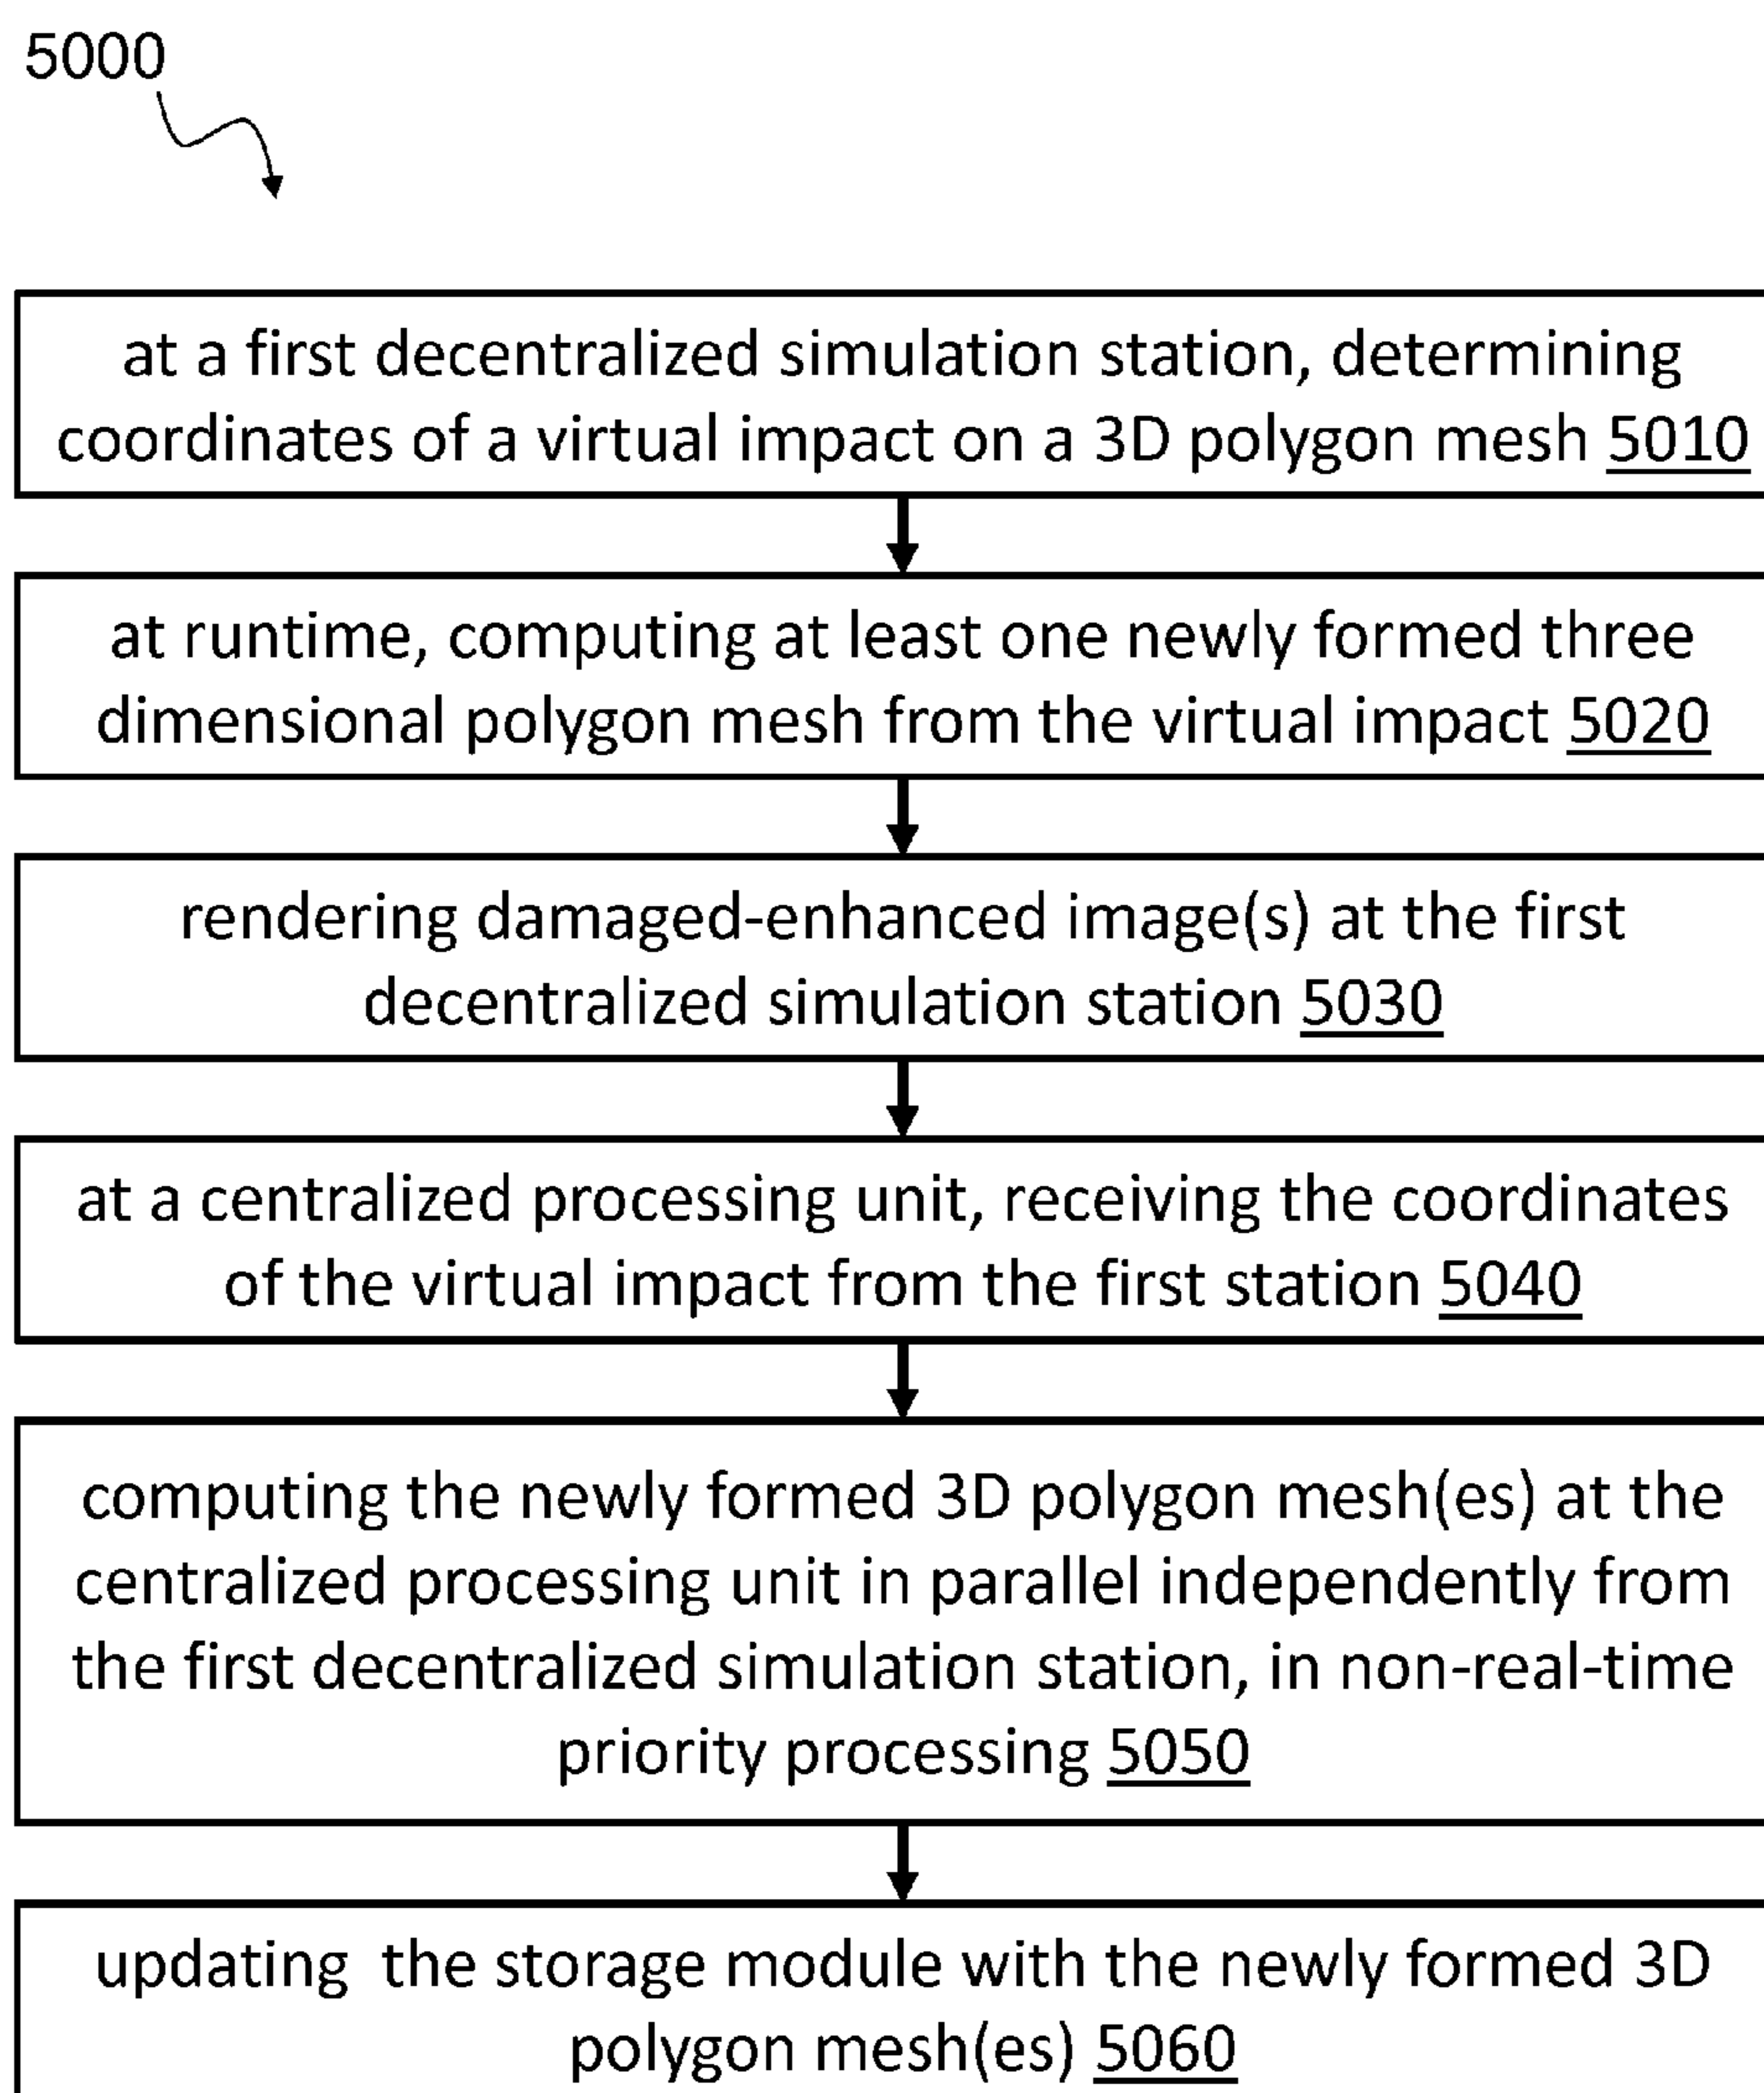 5000
at a first decentralized simulation station, determining
coordinates of a virtual impact on a 3D polygon mesh 5010
at runtime, computing at least one newly formed three
dimensional polygon mesh from the virtual impact 5020
rendering damaged-enhanced image(s) at the first
decentralized simulation station 5030
at a centralized processing unit, receiving the coordinates
of the virtual impact from the first station 5040
computing the newly formed 3D polygon mesh(es) at the
centralized processing unit in parallel independently from
the first decentralized simulation station, in non-real-time
priority processing 5050
updating the storage module with the newly formed 3D
polygon mesh(es) 5060